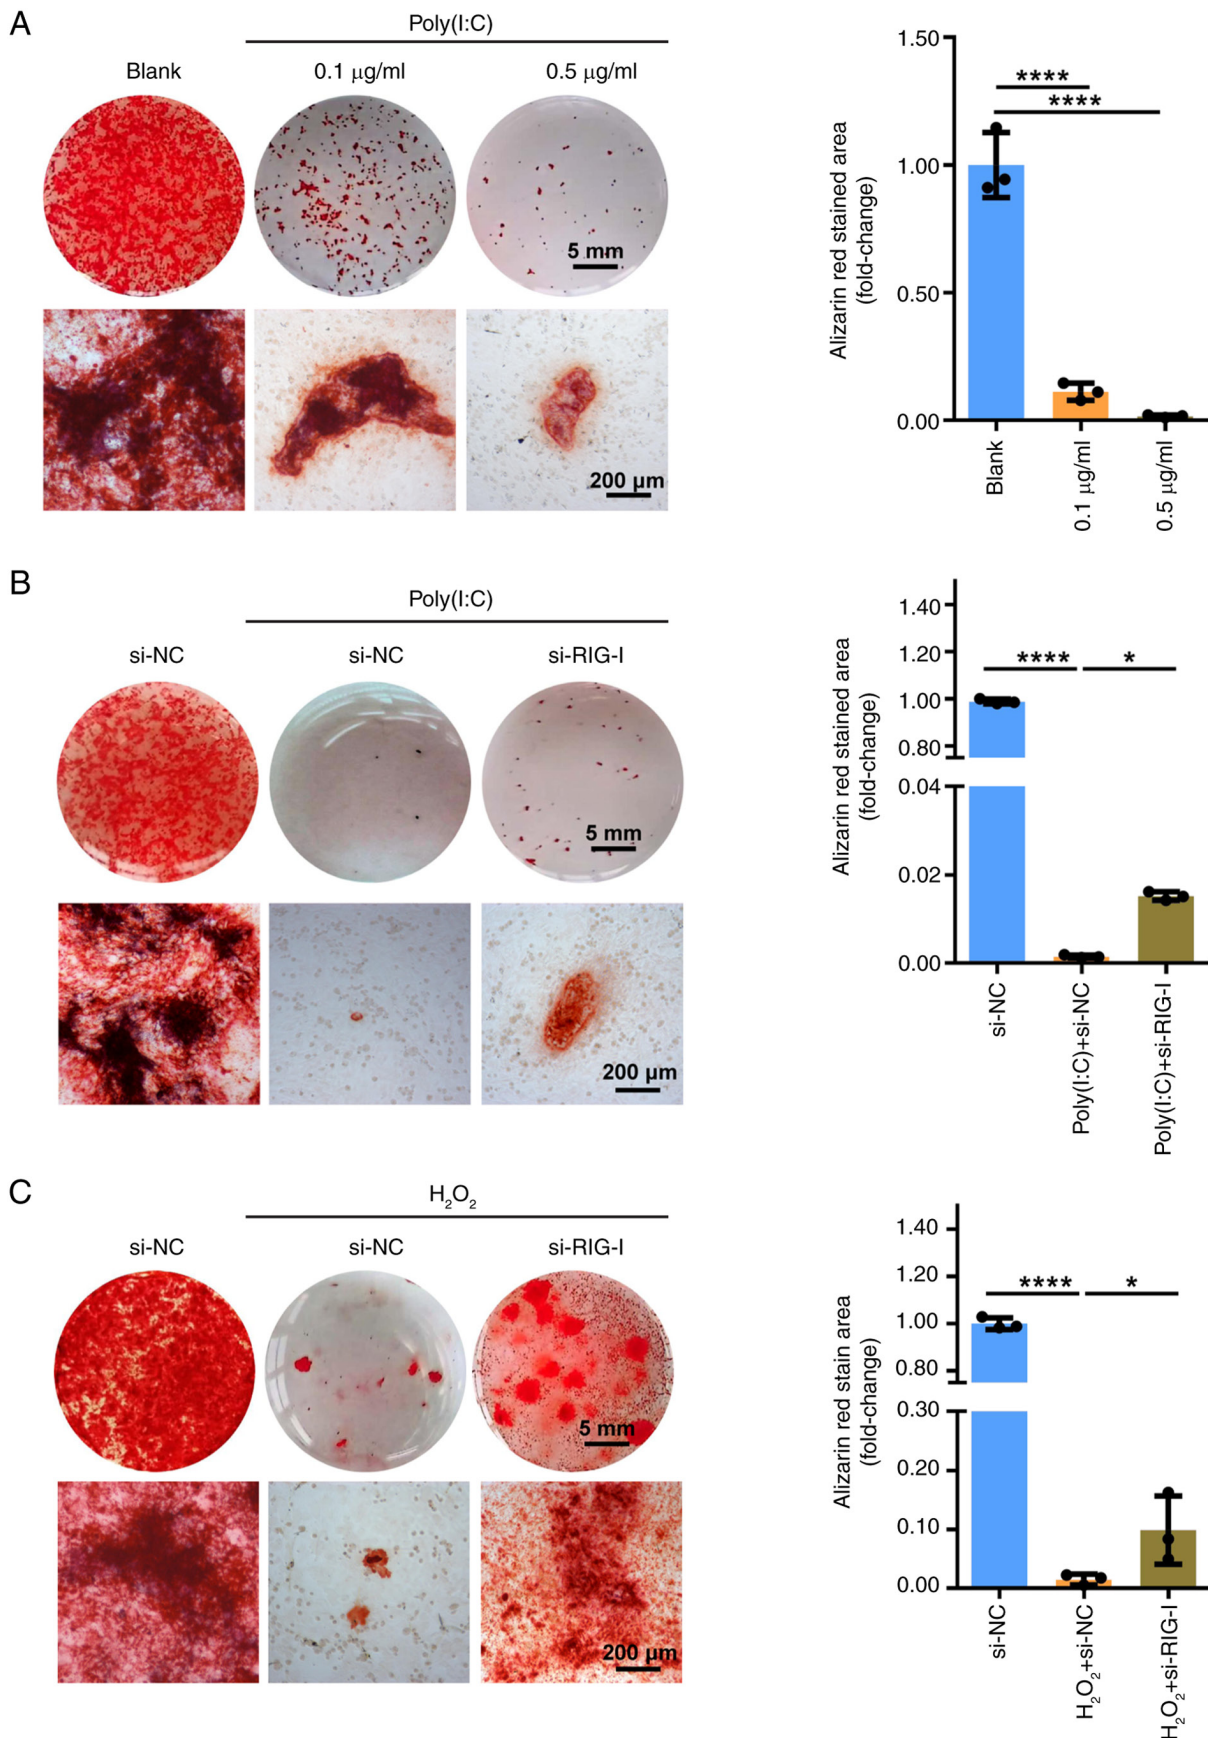 A
Poly(I:C)
Blank
0.1 µg/ml
0.5 µg/ml
5 mm
200 µm
Alizarin red stained area
(fold-change)
1.50
1.00
0.50
0.00
****
****
Blank
0.1 µg/ml
0.5 µg/ml
B
Poly(I:C)
si-NC
si-NC
si-RIG-I
5 mm
200 µm
Alizarin red stained area
(fold-change)
1.40
1.20
1.00
0.80
0.04
0.02
0.00
****
*
si-NC
Poly(I:C)+si-NC
Poly(I:C)+si-RIG-I
C
H₂O₂
si-NC
si-NC
si-RIG-I
5 mm
200 µm
Alizarin red stain area
(fold-change)
1.40
1.20
1.00
0.80
0.30
0.20
0.10
0.00
****
*
si-NC
H₂O₂+si-NC
H₂O₂+si-RIG-I